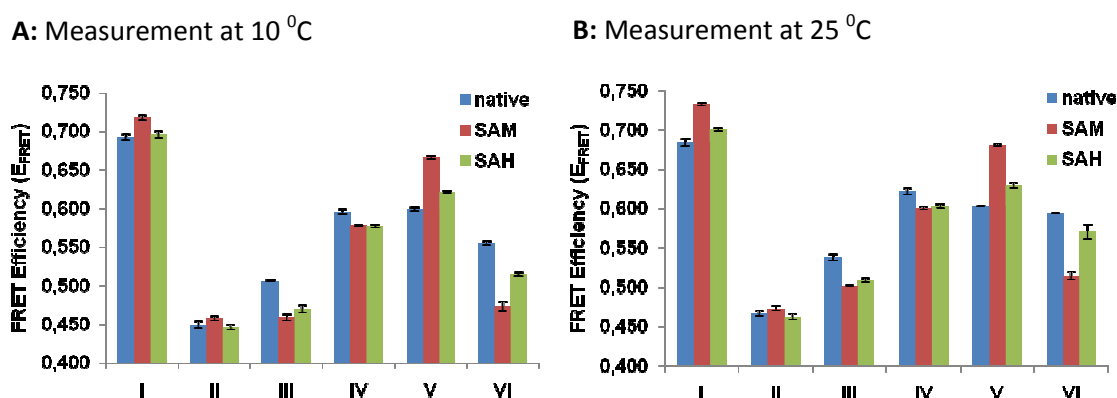 A: Measurement at 10 ⁰C
FRET Efficiency (E_FRET)
0,750
0,700
0,650
0,600
0,550
0,500
0,450
0,400
native
SAM
SAH
I II III IV V VI
B: Measurement at 25 ⁰C
FRET Efficiency (E_FRET)
0,750
0,700
0,650
0,600
0,550
0,500
0,450
0,400
native
SAM
SAH
I II III IV V VI